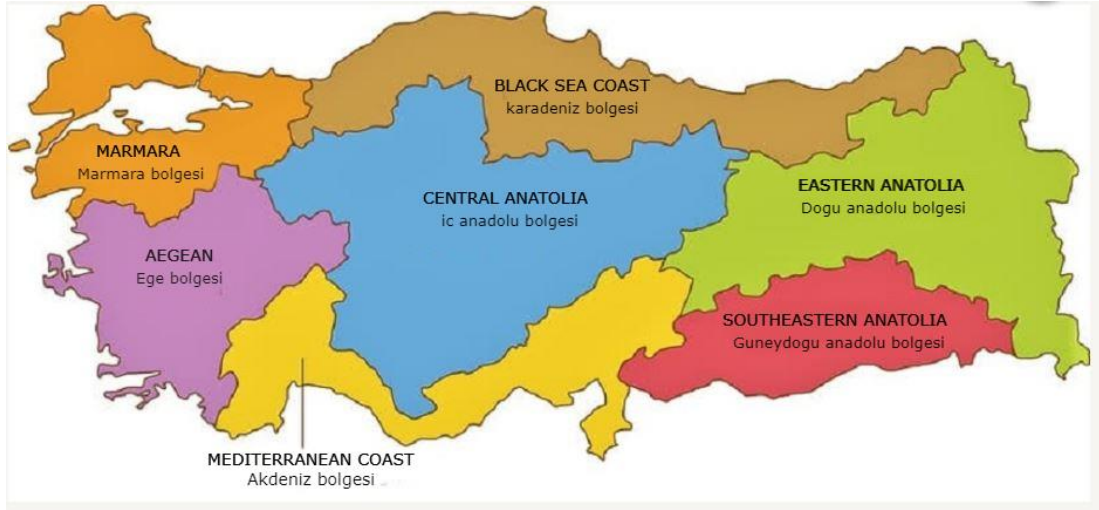 BLACK SEA COAST
karadeniz bolgesi
MARMARA
Marmara bolgesi
CENTRAL ANATOLIA
ic anadolu bolgesi
EASTERN ANATOLIA
Dogu anadolu bolgesi
AEGEAN
Ege bolgesi
SOUTHEASTERN ANATOLIA
Guneydogu anadolu bolgesi
MEDITERRANEAN COAST
Akdeniz bolgesi